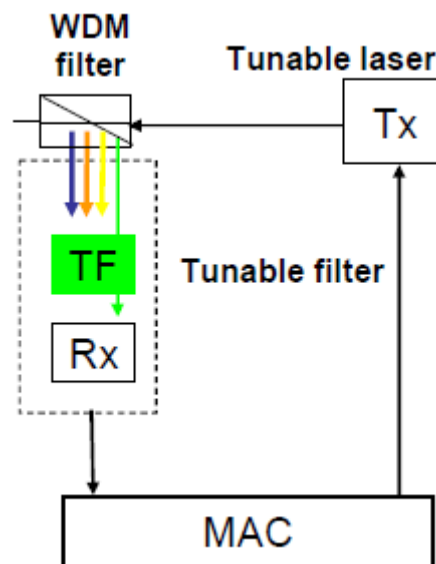 WDM
filter
Tunable laser
Tx
TF
Tunable filter
Rx
MAC